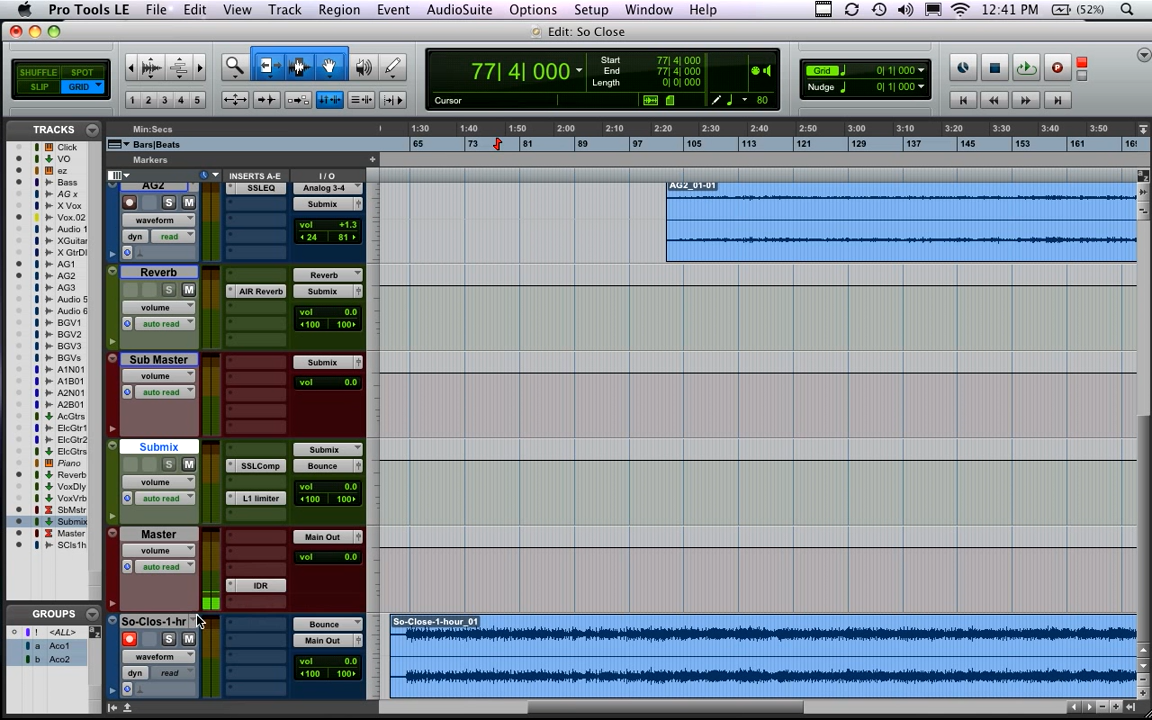 Pro Tools LE File Edit View Track Region Event AudioSuite Options Setup Window Help 12:41 PM (52%)
Edit: So Close
SHUFFLE SPOT
SLIP GRID
1 2 3 4 5
77| 4| 000
Start 77| 4| 000
End 77| 4| 000
Length 0| 0| 000
Cursor
80
Grid 0| 1| 000
Nudge 0| 1| 000
TRACKS
Click
VO
ez
Bass
AG x
X Vox
Vox.02
Audio 1
XGuitar
X GtrDl
AG1
AG2
AG3
Audio 5
Audio 6
BGV1
BGV2
BGV3
BGVs
A1N01
A1B01
A2N01
A2B01
AcGtrs
ElcGtr1
ElcGtr2
ElcGtrs
Piano
Reverb
VoxDly
VoxVrb
SbMstr
Submix
Master
SCls1h
GROUPS
! <ALL>
a Aco1
b Aco2
Min:Secs
1:30 1:40 1:50 2:00 2:10 2:20 2:30 2:40 2:50 3:00 3:10 3:20 3:30 3:40 3:50
Bars|Beats
65 73 81 89 97 105 113 121 129 137 145 153 161 16
Markers
INSERTS A-E I / O
AG2
S M
waveform
dyn read
SSLEQ
Analog 3-4
Submix
vol +1.3
24 81
AG2_01-01
Reverb
S M
volume
auto read
AIR Reverb
Reverb
Submix
vol 0.0
100 100
Sub Master
volume
auto read
Submix
vol 0.0
Submix
S M
volume
auto read
SSLComp
L1 limiter
Submix
Bounce
vol 0.0
100 100
Master
volume
auto read
IDR
Main Out
vol 0.0
So-Clos-1-hr
S M
waveform
dyn read
Bounce
Main Out
vol 0.0
100 100
So-Close-1-hour_01